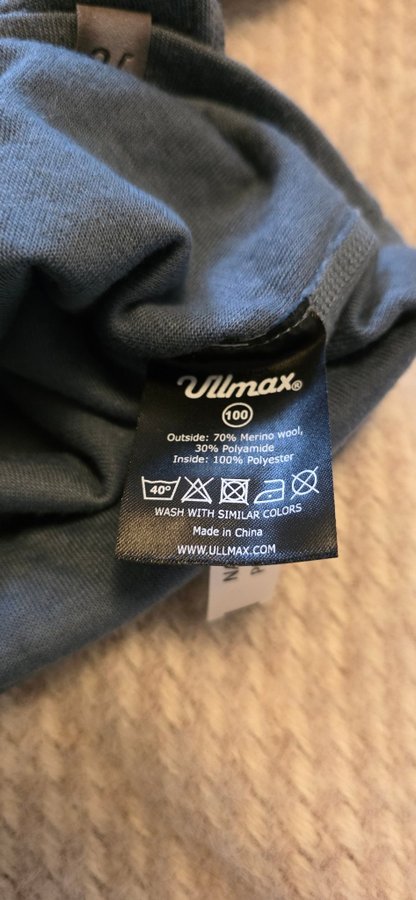 Ullmax®
100
Outside: 70% Merino wool,
30% Polyamide
Inside: 100% Polyester
40°
WASH WITH SIMILAR COLORS
Made in China
WWW.ULLMAX.COM